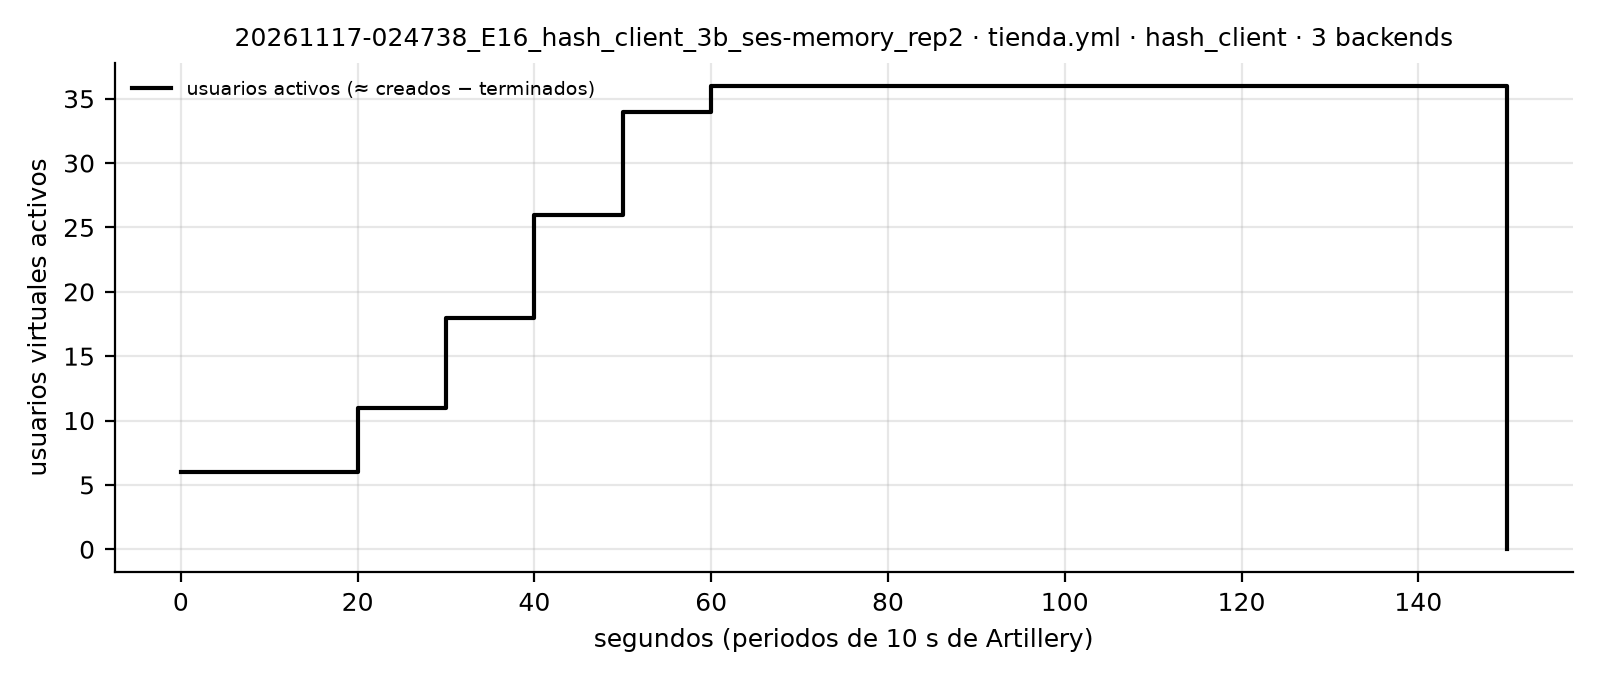 20261117-024738_E16_hash_client_3b_ses-memory_rep2 · tienda.yml · hash_client · 3 backends
usuarios activos (≈ creados − terminados)
usuarios virtuales activos
35
30
25
20
15
10
5
0
0 20 40 60 80 100 120 140
segundos (periodos de 10 s de Artillery)